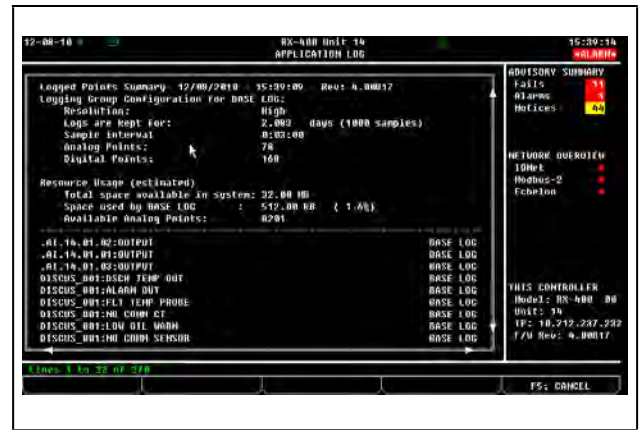 12-08-10
RX-400 Unit 14
15:39:14
APPLICATION LOG
*ALARM*
Logged Points Summary 12/08/2010 15:39:09 Rev: 4.00B17
Logging Group Configuration for BASE LOG:
Resolution: High
Logs are kept for: 2.083 days (1000 samples)
Sample interval 0:03:00
Analog Points: 78
Digital Points: 160
Resource Usage (estimated)
Total space available in system: 32.00 MB
Space used by BASE LOG : 512.00 KB ( 1.6%)
Available Analog Points: 8201
.AI.14.01.02:OUTPUT BASE LOG
.AI.14.01.01:OUTPUT BASE LOG
.AI.14.01.03:OUTPUT BASE LOG
DISCUS_001:DSCH TEMP OUT BASE LOG
DISCUS_001:ALARM OUT BASE LOG
DISCUS_001:FLT TEMP PROBE BASE LOG
DISCUS_001:NO COMM CT BASE LOG
DISCUS_001:LOW OIL WARN BASE LOG
DISCUS_001:NO COMM SENSOR BASE LOG
ADVISORY SUMMARY
Fails 31
Alarms
Notices 44
NETWORK OVERVIEW
IONet
Modbus-2
Echelon
THIS CONTROLLER
Model: RX-400 00
Unit: 14
IP: 10.212.237.232
F/W Rev: 4.00B17
Lines 1 to 32 of 270
F5: CANCEL